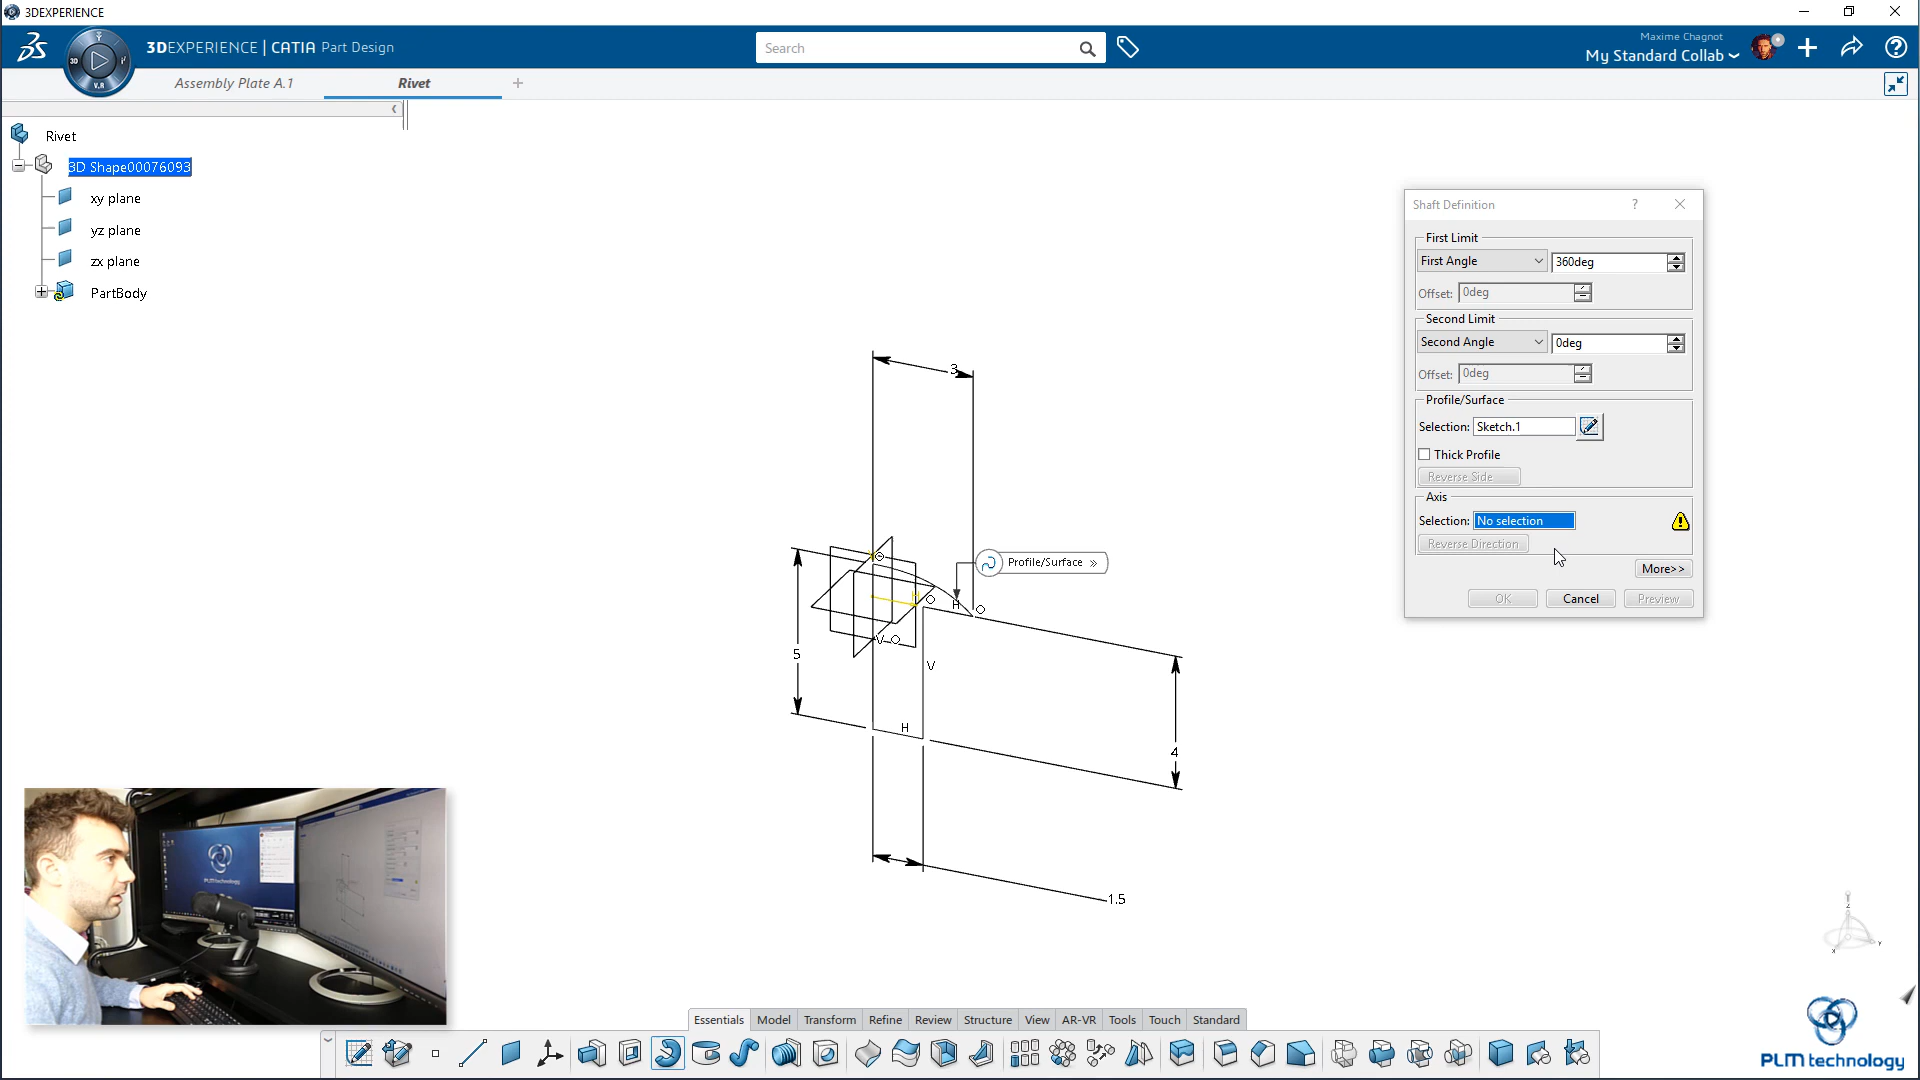 3DEXPERIENCE
3DEXPERIENCE | CATIA Part Design
Search
Maxime Chagnot
My Standard Collab
3D
V.R
Assembly Plate A.1
Rivet
Rivet
3D Shape00076093
xy plane
yz plane
zx plane
PartBody
Shaft Definition
First Limit
First Angle
360deg
Offset:
0deg
Second Limit
Second Angle
0deg
Offset:
0deg
Profile/Surface
Selection:
Sketch.1
Thick Profile
Reverse Side
Axis
Selection:
No selection
Reverse Direction
More>>
OK
Cancel
Preview
3
Profile/Surface »
H
H
V
V
5
H
4
1.5
PLM technology
z
x
y
Essentials
Model
Transform
Refine
Review
Structure
View
AR-VR
Tools
Touch
Standard
PLM technology